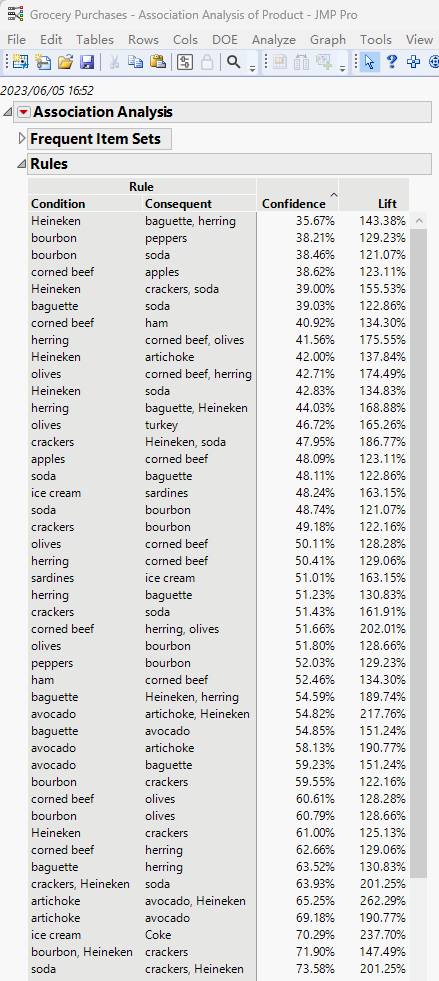 Grocery Purchases - Association Analysis of Product - JMP Pro
File Edit Tables Rows Cols DOE Analyze Graph Tools View
2023/06/05 16:52
Association Analysis
Frequent Item Sets
Rules
Rule
Condition Consequent Confidence Lift
Heineken baguette, herring 35.67% 143.38%
bourbon peppers 38.21% 129.23%
bourbon soda 38.46% 121.07%
corned beef apples 38.62% 123.11%
Heineken crackers, soda 39.00% 155.53%
baguette soda 39.03% 122.86%
corned beef ham 40.92% 134.30%
herring corned beef, olives 41.56% 175.55%
Heineken artichoke 42.00% 137.84%
olives corned beef, herring 42.71% 174.49%
Heineken soda 42.83% 134.83%
herring baguette, Heineken 44.03% 168.88%
olives turkey 46.72% 165.26%
crackers Heineken, soda 47.95% 186.77%
apples corned beef 48.09% 123.11%
soda baguette 48.11% 122.86%
ice cream sardines 48.24% 163.15%
soda bourbon 48.74% 121.07%
crackers bourbon 49.18% 122.16%
olives corned beef 50.11% 128.28%
herring corned beef 50.41% 129.06%
sardines ice cream 51.01% 163.15%
herring baguette 51.23% 130.83%
crackers soda 51.43% 161.91%
corned beef herring, olives 51.66% 202.01%
olives bourbon 51.80% 128.66%
peppers bourbon 52.03% 129.23%
ham corned beef 52.46% 134.30%
baguette Heineken, herring 54.59% 189.74%
avocado artichoke, Heineken 54.82% 217.76%
baguette avocado 54.85% 151.24%
avocado artichoke 58.13% 190.77%
avocado baguette 59.23% 151.24%
bourbon crackers 59.55% 122.16%
corned beef olives 60.61% 128.28%
bourbon olives 60.79% 128.66%
Heineken crackers 61.00% 125.13%
corned beef herring 62.66% 129.06%
baguette herring 63.52% 130.83%
crackers, Heineken soda 63.93% 201.25%
artichoke avocado, Heineken 65.25% 262.29%
artichoke avocado 69.18% 190.77%
ice cream Coke 70.29% 237.70%
bourbon, Heineken crackers 71.90% 147.49%
soda crackers, Heineken 73.58% 201.25%